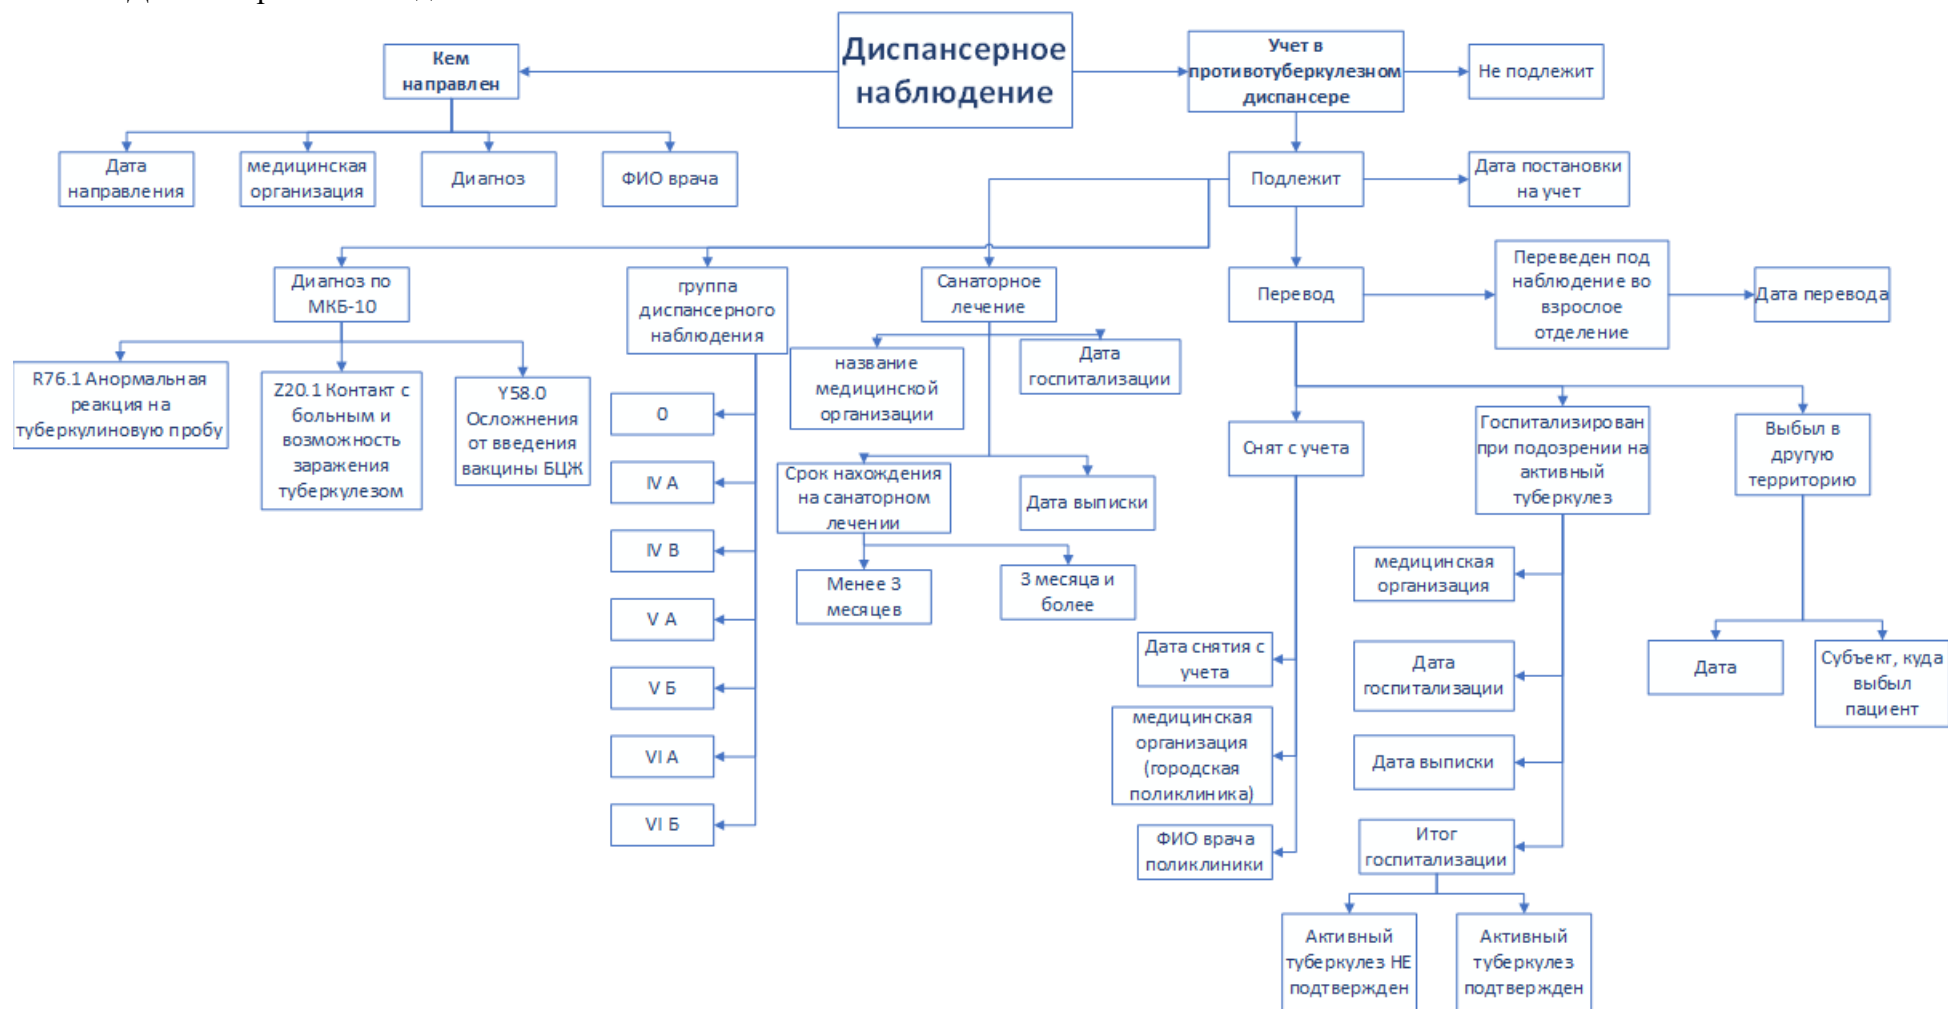 Диспансерное
наблюдение
Кем
направлен
Учет в
противотуберкулезном
диспансере
Не подлежит
Дата
направления
медицинская
организация
Диагноз
ФИО врача
Подлежит
Дата постановки
на учет
Диагноз по
МКБ-10
группа
диспансерного
наблюдения
Санаторное
лечение
Перевод
Переведен под
наблюдение во
взрослое
отделение
Дата перевода
R76.1 Анормальная
реакция на
туберкулиновую пробу
Z20.1 Контакт с
больным и
возможность
заражения
туберкулезом
Y58.0
Осложнения
от введения
вакцины БЦЖ
0
IV А
IV В
V А
V Б
VI А
VI Б
название
медицинской
организации
Дата
госпитализации
Срок нахождения
на санаторном
лечении
Дата выписки
Менее 3
месяцев
3 месяца и
более
Снят с учета
Госпитализирован
при подозрении на
активный
туберкулез
Выбыл в
другую
территорию
Дата снятия с
учета
медицинская
организация
(городская
поликлиника)
ФИО врача
поликлиники
медицинская
организация
Дата
госпитализации
Дата выписки
Итог
госпитализации
Активный
туберкулез НЕ
подтвержден
Активный
туберкулез
подтвержден
Дата
Субъект, куда
выбыл
пациент